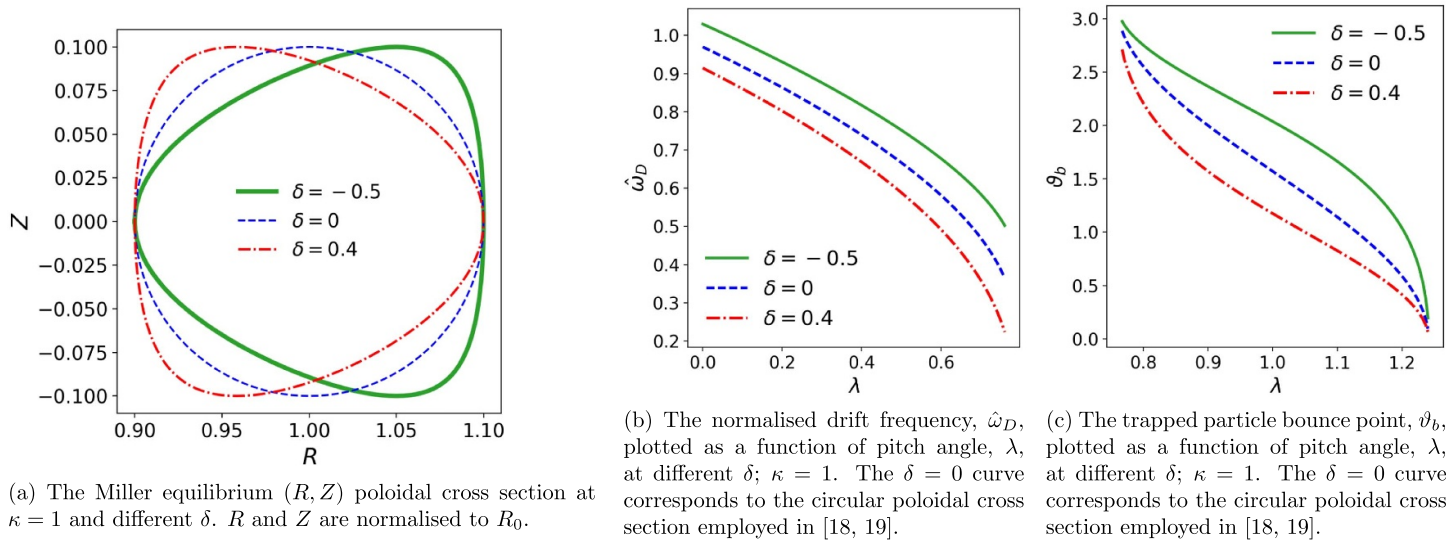 0.100
0.075
0.050
0.025
0.000
−0.025
−0.050
−0.075
−0.100
Z
δ = −0.5
δ = 0
δ = 0.4
0.90
0.95
1.00
1.05
1.10
R
(a) The Miller equilibrium (R, Z) poloidal cross section at
κ = 1 and different δ. R and Z are normalised to R₀.
1.0
0.9
0.8
0.7
0.6
0.5
0.4
0.3
0.2
ω̂_D
δ = −0.5
δ = 0
δ = 0.4
0.0
0.2
0.4
0.6
λ
(b) The normalised drift frequency, ω̂_D,
plotted as a function of pitch angle, λ,
at different δ; κ = 1. The δ = 0 curve
corresponds to the circular poloidal cross
section employed in [18, 19].
3.0
2.5
2.0
1.5
1.0
0.5
0.0
ϑ_b
δ = −0.5
δ = 0
δ = 0.4
0.8
0.9
1.0
1.1
1.2
λ
(c) The trapped particle bounce point, ϑ_b,
plotted as a function of pitch angle, λ,
at different δ; κ = 1. The δ = 0 curve
corresponds to the circular poloidal cross
section employed in [18, 19].